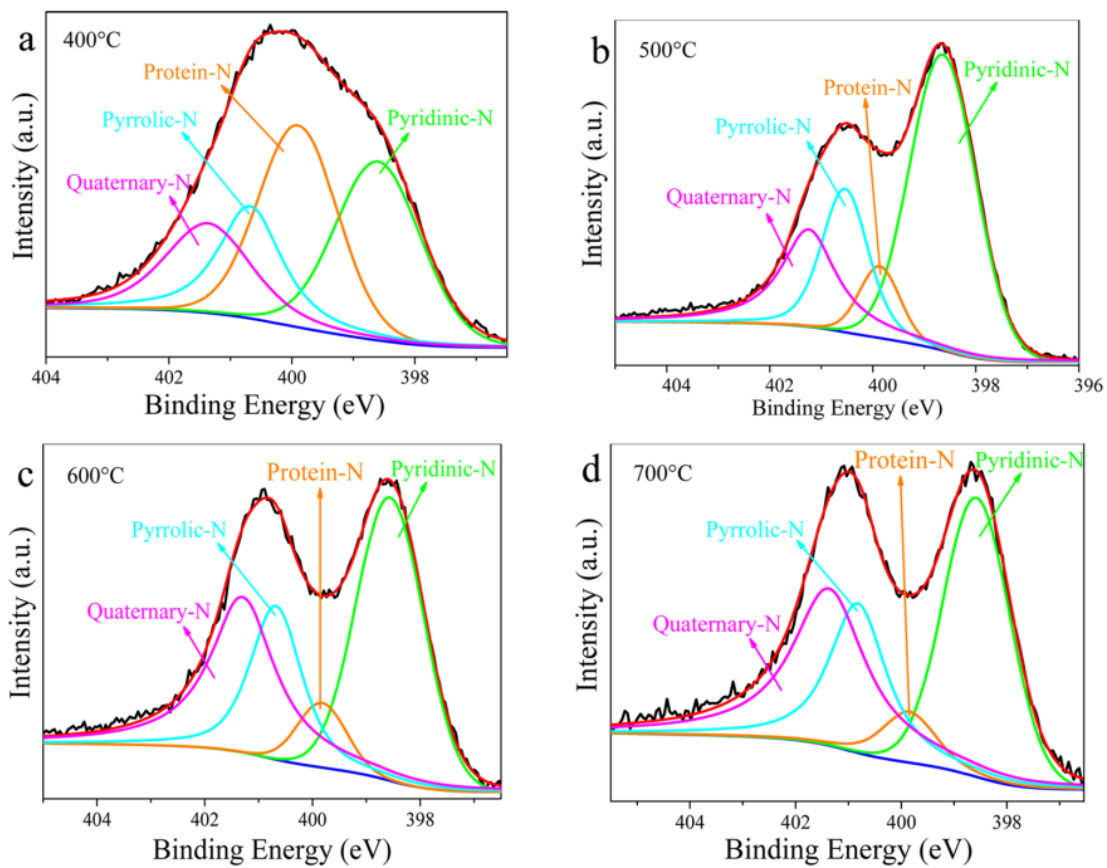 a
400°C
Protein-N
Pyrrolic-N
Pyridinic-N
Quaternary-N
Intensity (a.u.)
404
402
400
398
Binding Energy (eV)
b
500°C
Pyridinic-N
Protein-N
Pyrrolic-N
Quaternary-N
Intensity (a.u.)
404
402
400
398
396
Binding Energy (eV)
c
600°C
Protein-N
Pyridinic-N
Pyrrolic-N
Quaternary-N
Intensity (a.u.)
404
402
400
398
Binding Energy (eV)
d
700°C
Protein-N
Pyridinic-N
Pyrrolic-N
Quaternary-N
Intensity (a.u.)
404
402
400
398
Binding Energy (eV)